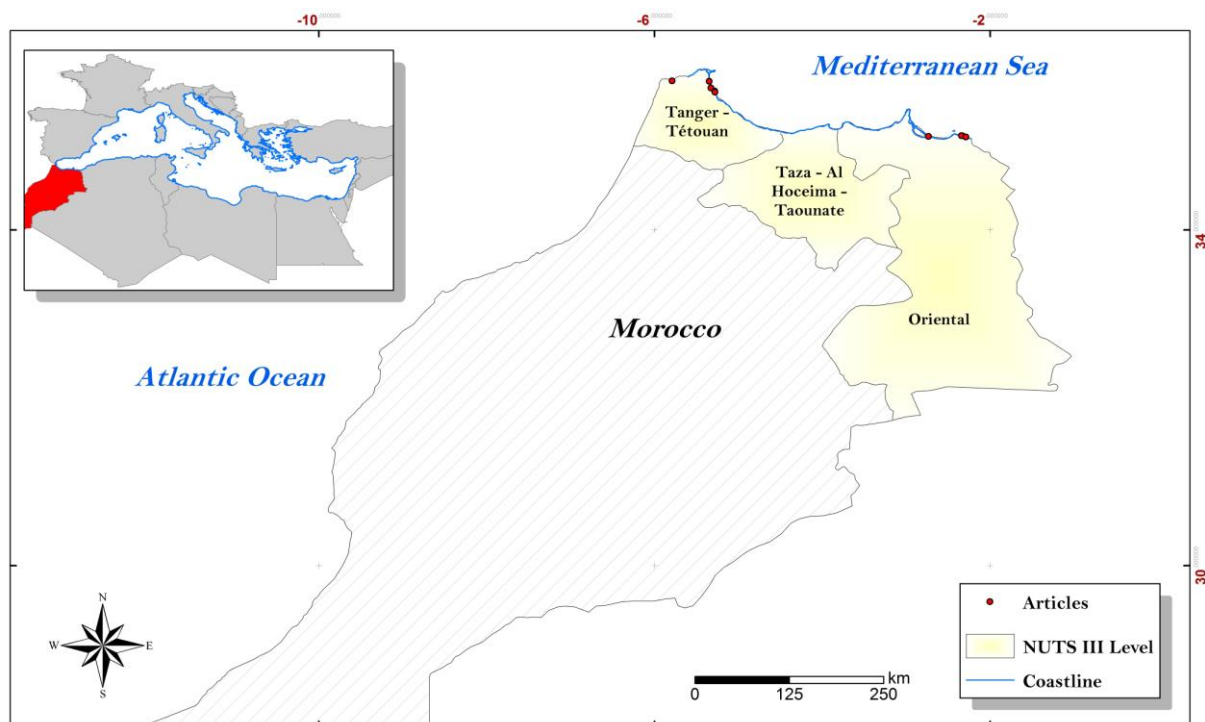 -10
-6
-2
Mediterranean Sea
Tanger -
Tétouan
Taza - Al
Hoceima -
Taounate
34
Oriental
Morocco
Atlantic Ocean
30
N
W
E
S
km
0
125
250
Articles
NUTS III Level
Coastline